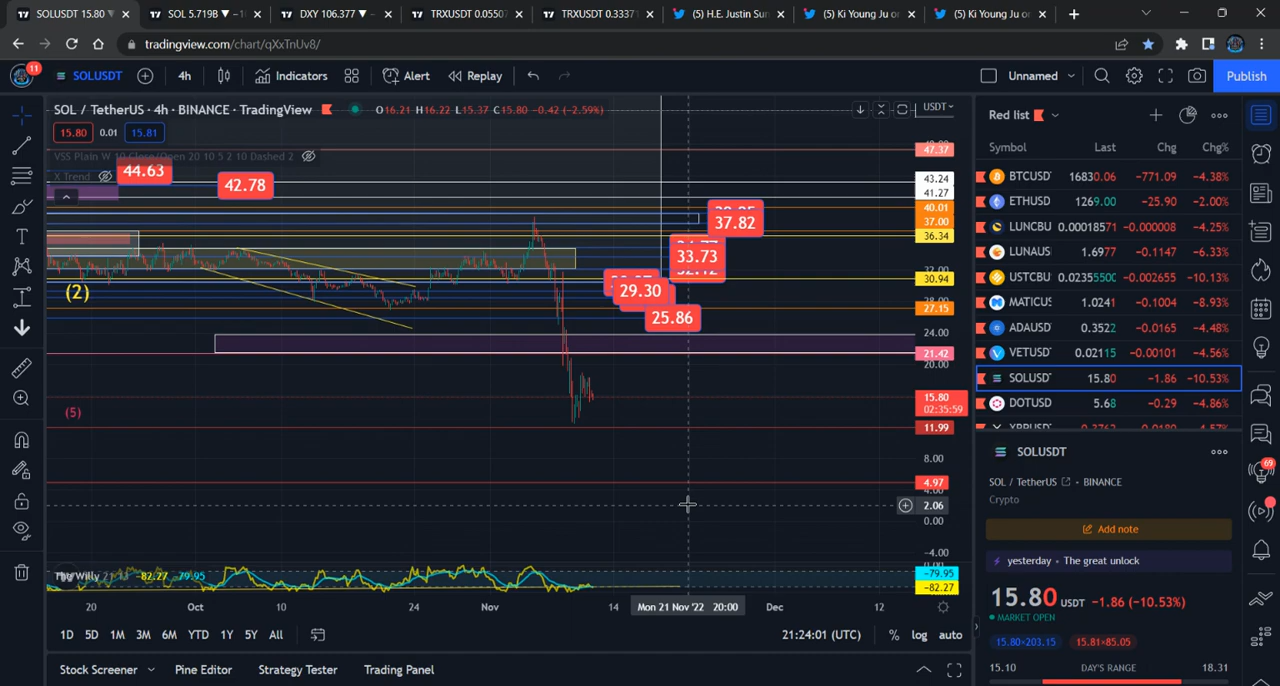 SOLUSDT 15.80 ▼
SOL 5.719B ▼ −1
DXY 106.377 ▼ −
TRXUSDT 0.05507
TRXUSDT 0.33371
(5) H.E. Justin Sun
(5) Ki Young Ju on
(5) Ki Young Ju on
tradingview.com/chart/qXxTnUv8/
11
SOLUSDT
4h
Indicators
Alert
Replay
Unnamed
Publish
SOL / TetherUS · 4h · BINANCE · TradingView
O16.21 H16.22 L15.37 C15.80 −0.42 (−2.59%)
USDT
15.80
0.01
15.81
VSS Plain W 10 Close/Open 20 10 5 2 10 Dashed 2
X Trend
44.63
42.78
37.82
33.73
29.30
25.86
(2)
(5)
47.37
43.24
41.27
40.01
37.00
36.34
30.94
27.15
24.00
21.42
20.00
15.80
02:35:59
11.99
8.00
4.97
2.06
0.00
−4.00
−79.95
−82.27
−82.27 −79.95
20
Oct
10
24
Nov
14
Mon 21 Nov '22 20:00
Dec
12
1D 5D 1M 3M 6M YTD 1Y 5Y All
21:24:01 (UTC)
% log auto
Stock Screener
Pine Editor
Strategy Tester
Trading Panel
Red list
Symbol Last Chg Chg%
BTCUSD 16830.06 −771.09 −4.38%
ETHUSD 1269.00 −25.90 −2.00%
LUNCBU 0.00018571 −0.000008 −4.25%
LUNAUS 1.6977 −0.1147 −6.33%
USTCBU 0.02355500 −0.002655 −10.13%
MATICUS 1.0241 −0.1004 −8.93%
ADAUSD 0.3522 −0.0165 −4.48%
VETUSD 0.02115 −0.00101 −4.56%
SOLUSD 15.80 −1.86 −10.53%
DOTUSD 5.68 −0.29 −4.86%
SOLUSDT
SOL / TetherUS · BINANCE
Crypto
Add note
yesterday · The great unlock
15.80 USDT −1.86 (−10.53%)
MARKET OPEN
15.80×203.15
15.81×85.05
15.10 DAY'S RANGE 18.31
69